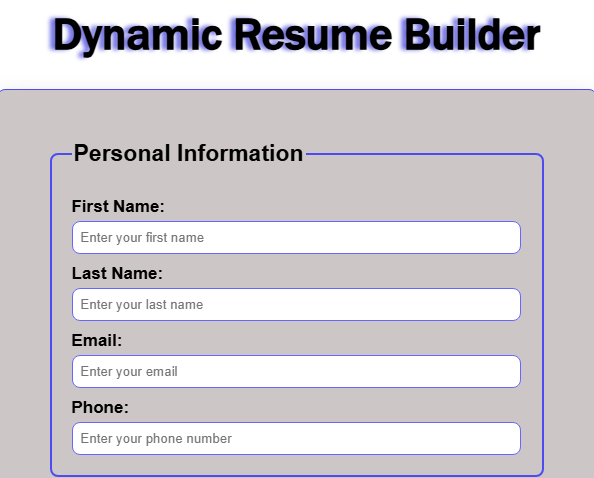 Dynamic Resume Builder
Personal Information
First Name:
Enter your first name
Last Name:
Enter your last name
Email:
Enter your email
Phone:
Enter your phone number